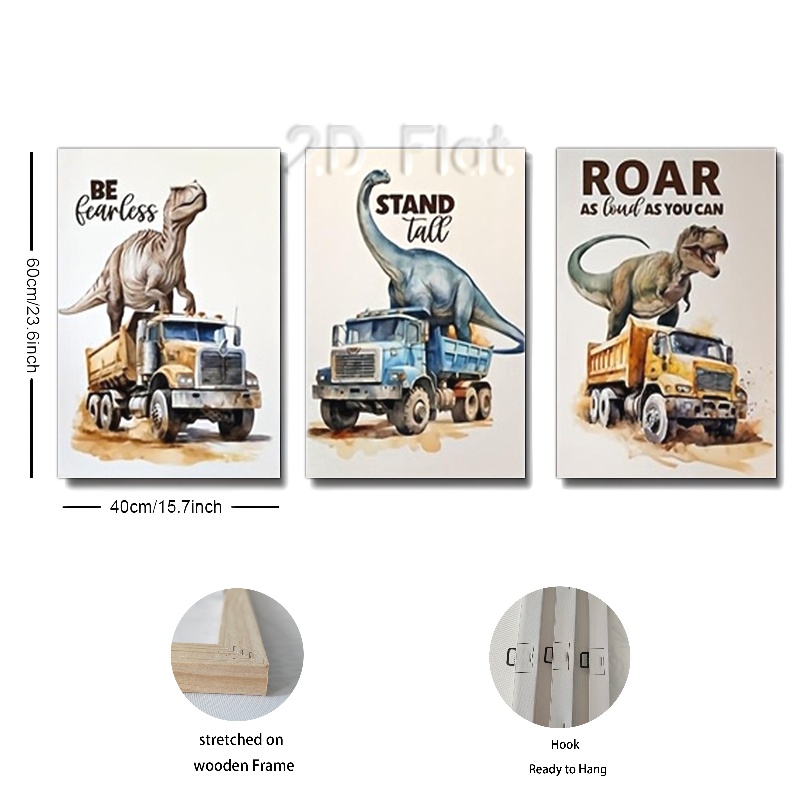 2D Flat
BE
fearless
STAND
tall
ROAR
AS loud AS YOU CAN
60cm/23.6inch
40cm/15.7inch
stretched on
wooden Frame
Hook
Ready to Hang